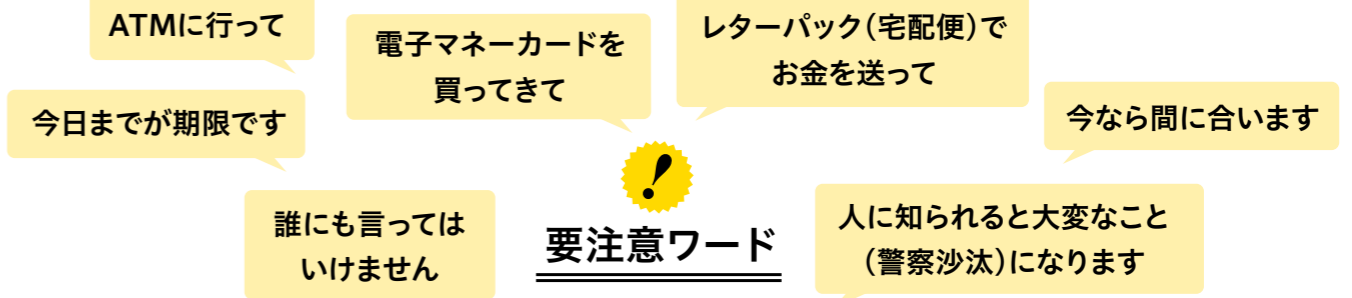 ATMに行って
電子マネーカードを
買ってきて
レターパック(宅配便)で
お金を送って
今日までが期限です
今なら間に合います
!
誰にも言っては
いけません
要注意ワード
人に知られると大変なこと
(警察沙汰)になります